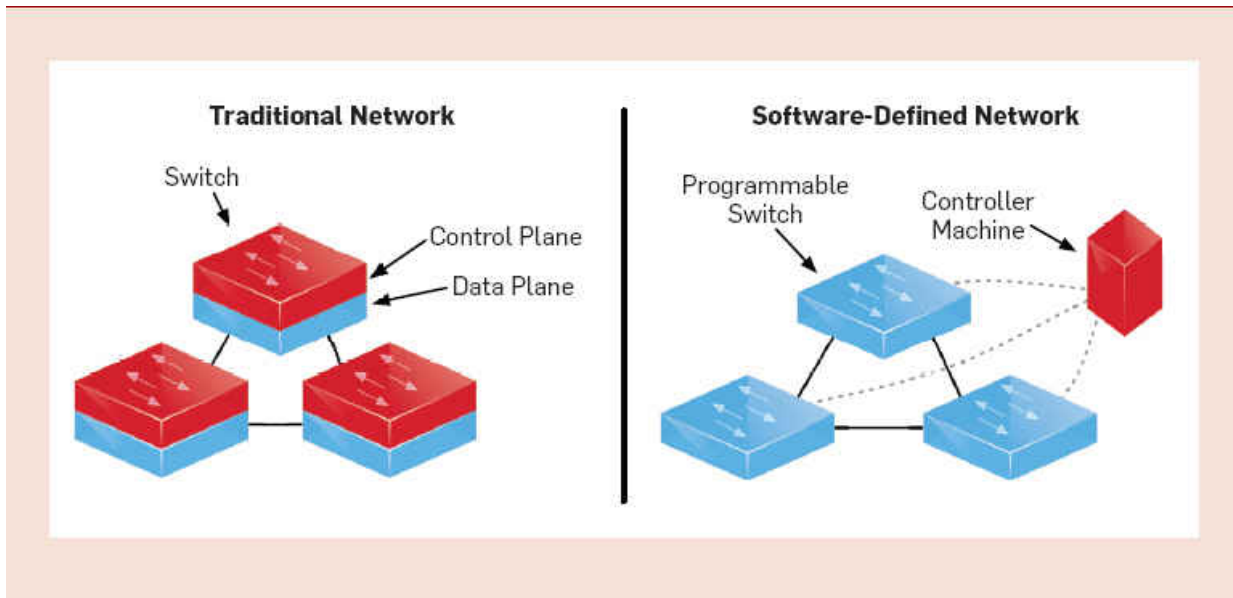 Traditional Network
Switch
Control Plane
Data Plane
Software-Defined Network
Programmable
Switch
Controller
Machine